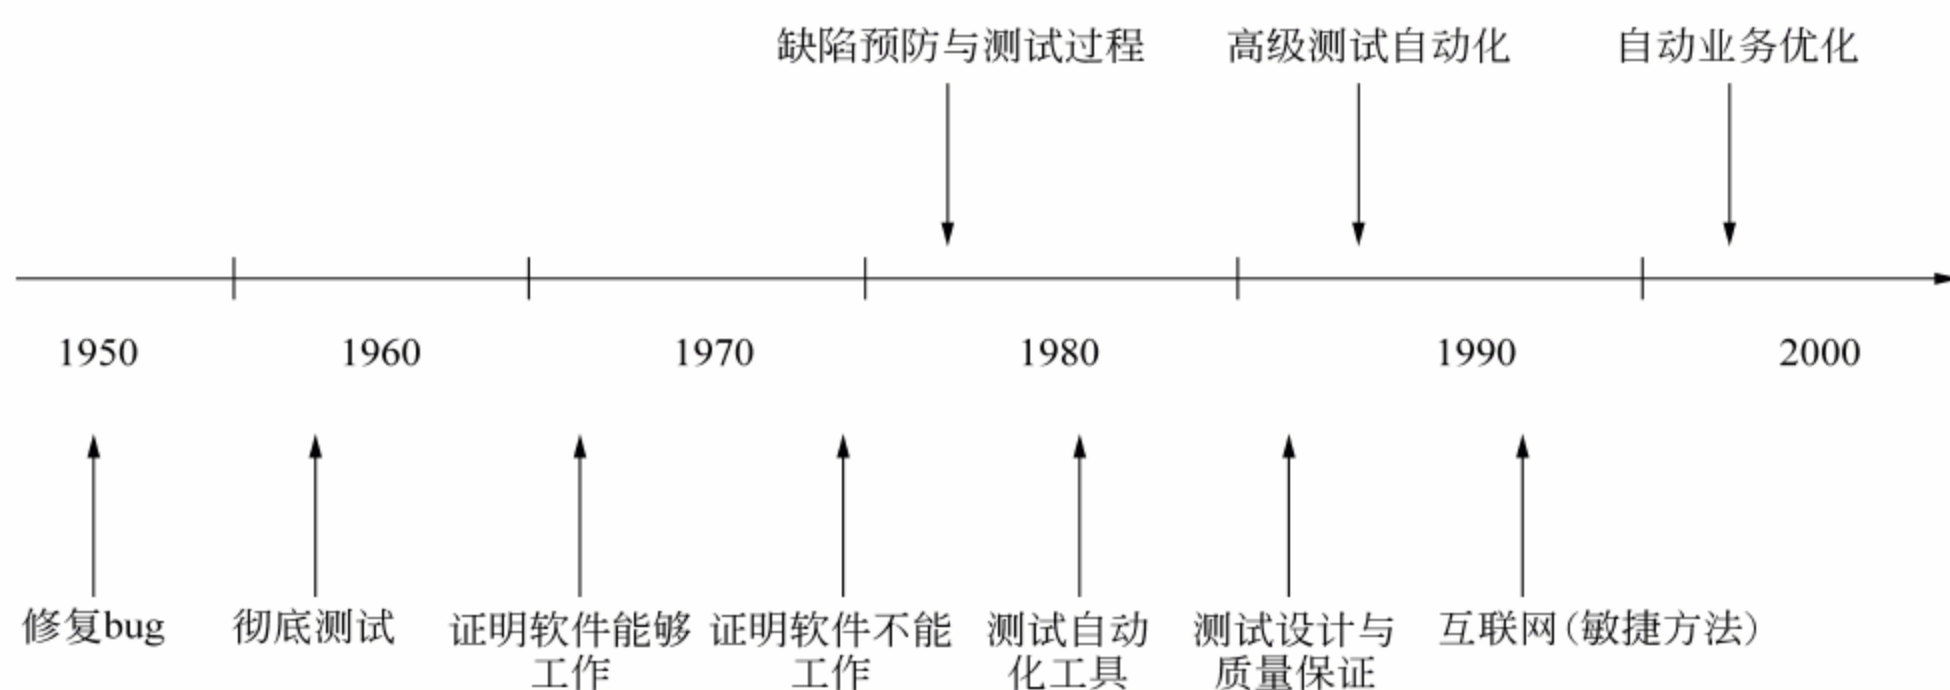 缺陷预防与测试过程
高级测试自动化
自动业务优化
1950
1960
1970
1980
1990
2000
修复bug
彻底测试
证明软件能够
工作
证明软件不能
工作
测试自动
化工具
测试设计与
质量保证
互联网(敏捷方法)